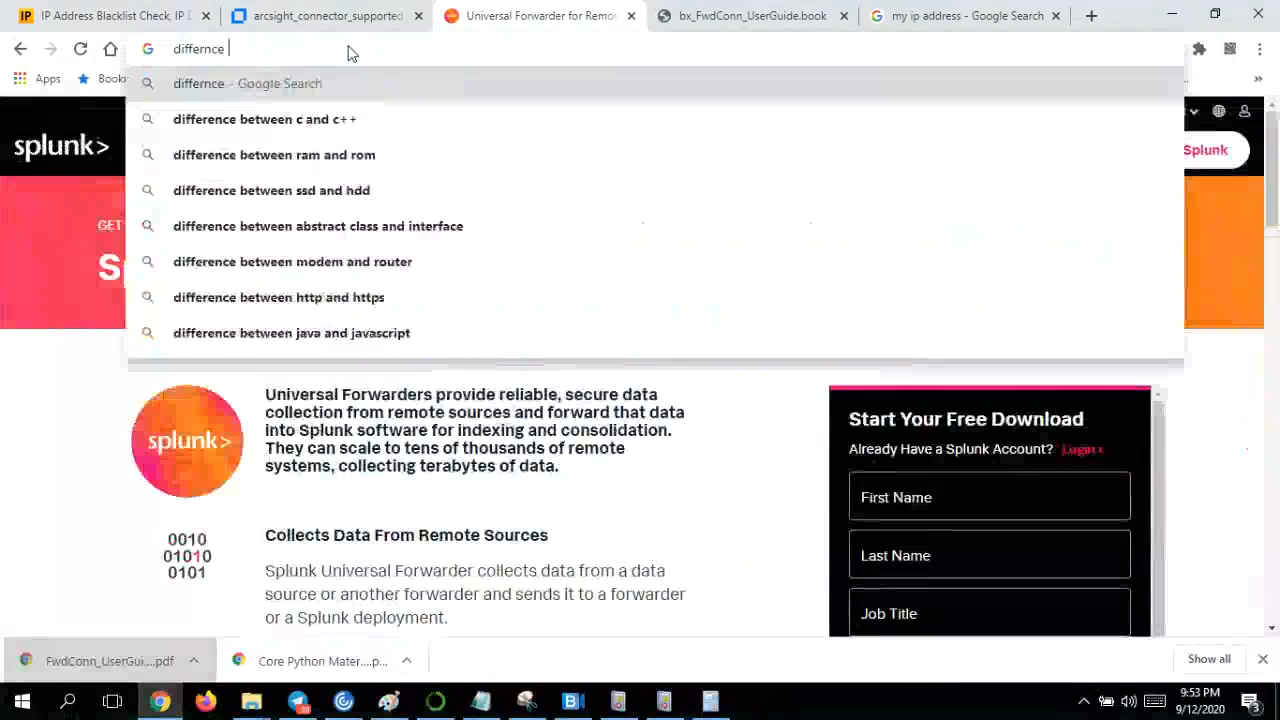 IP Address Blacklist Check, IP D
arcsight_connector_supported
Universal Forwarder for Remot
bx_FwdConn_UserGuide.book
my ip address - Google Search
differnce
Apps
Bookm
differnce - Google Search
difference between c and c++
difference between ram and rom
difference between ssd and hdd
difference between abstract class and interface
difference between modem and router
difference between http and https
difference between java and javascript
splunk>
Splunk
GET
S
splunk>
Universal Forwarders provide reliable, secure data
collection from remote sources and forward that data
into Splunk software for indexing and consolidation.
They can scale to tens of thousands of remote
systems, collecting terabytes of data.
0010
01010
0101
Collects Data From Remote Sources
Splunk Universal Forwarder collects data from a data
source or another forwarder and sends it to a forwarder
or a Splunk deployment.
Start Your Free Download
Already Have a Splunk Account? Login ›
First Name
Last Name
Job Title
FwdConn_UserGui....pdf
Core Python Mater....p...
Show all
9:53 PM
9/12/2020
3